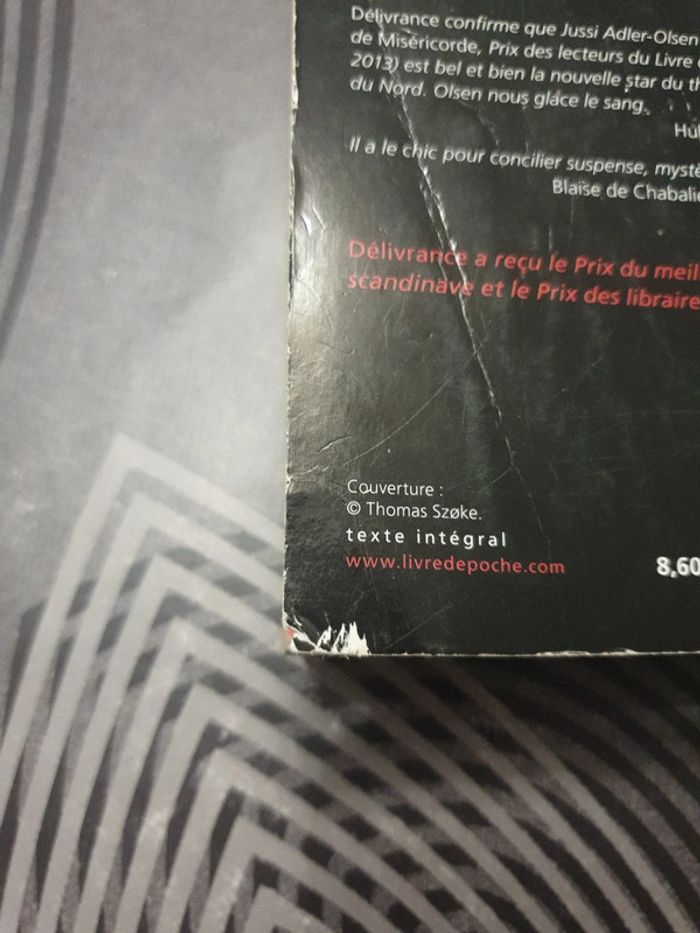 Délivrance confirme que Jussi Adler-Olsen
de Miséricorde, Prix des lecteurs du Livre
2013) est bel et bien la nouvelle star du
du Nord. Olsen nous glace le sang.
Il a le chic pour concilier suspense,
Blaise de
Délivrance a reçu le Prix du
scandinave et le Prix des
Couverture :
© Thomas Szøke.
texte intégral
www.livredepoche.com
8,60